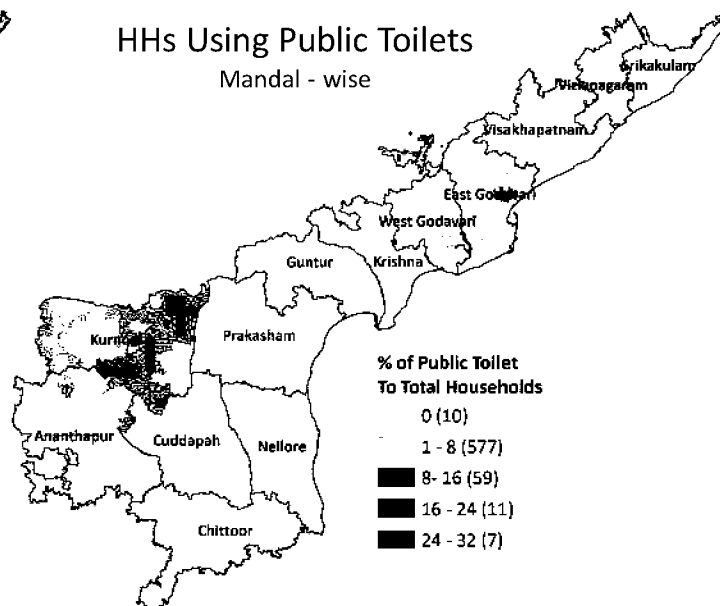 HHs Using Public Toilets
Mandal - wise
Srikakulam
Vizianagaram
Visakhapatnam
East Godavari
West Godavari
Guntur
Krishna
Kurnool
Prakasham
% of Public Toilet
To Total Households
0 (10)
1 - 8 (577)
8- 16 (59)
16 - 24 (11)
24 - 32 (7)
Ananthapur
Cuddapah
Nellore
Chittoor